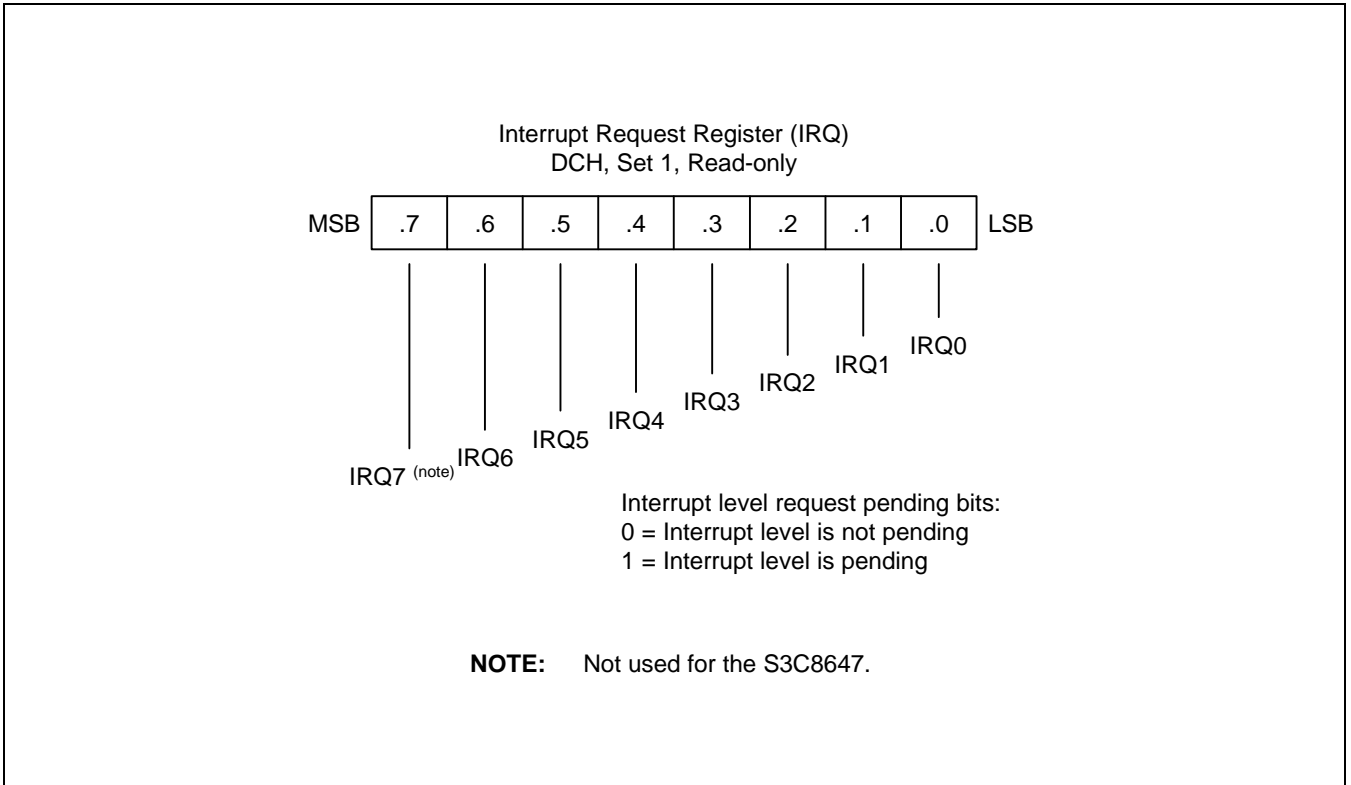 Interrupt Request Register (IRQ)
DCH, Set 1, Read-only
MSB .7 .6 .5 .4 .3 .2 .1 .0 LSB
IRQ0
IRQ1
IRQ2
IRQ3
IRQ4
IRQ5
IRQ6
IRQ7 (note)
Interrupt level request pending bits:
0 = Interrupt level is not pending
1 = Interrupt level is pending
NOTE: Not used for the S3C8647.